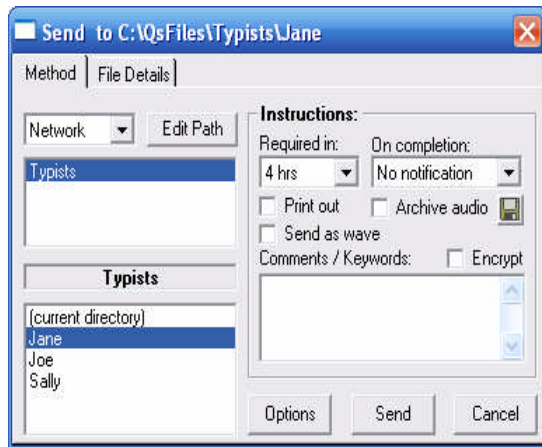 Send to C:\QsFiles\Typists\Jane
Method File Details
Network Edit Path
Typists
Typists
(current directory)
Jane
Joe
Sally
Instructions:
Required in: On completion:
4 hrs No notification
Print out Archive audio
Send as wave
Comments / Keywords: Encrypt
Options Send Cancel